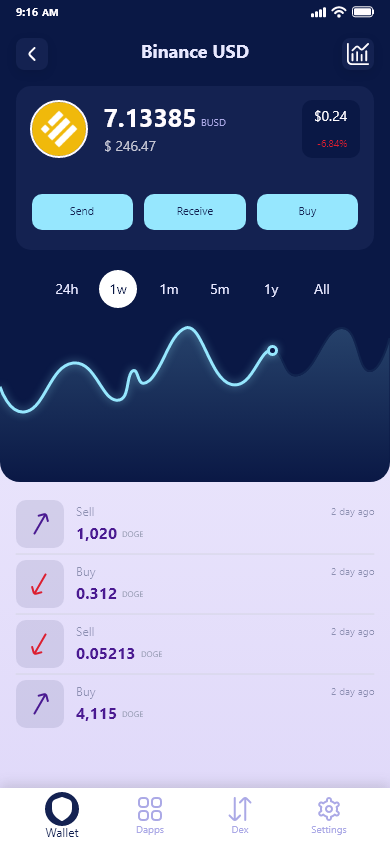 9:16 AM
Binance USD
7.13385 BUSD
$ 246.47
$0.24
-6.84%
Send Receive Buy
24h 1w 1m 5m 1y All
Sell 2 day ago
1,020 DOGE
Buy 2 day ago
0.312 DOGE
Sell 2 day ago
0.05213 DOGE
Buy 2 day ago
4,115 DOGE
Wallet Dapps Dex Settings